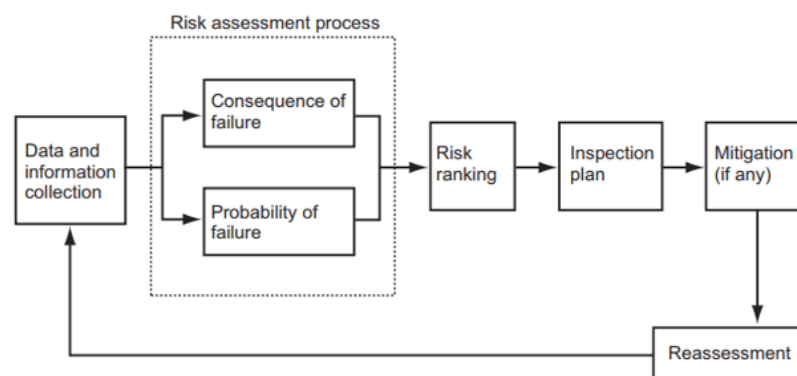 Risk assessment process
Consequence of
failure
Data and
information
collection
Probability of
failure
Risk
ranking
Inspection
plan
Mitigation
(if any)
Reassessment